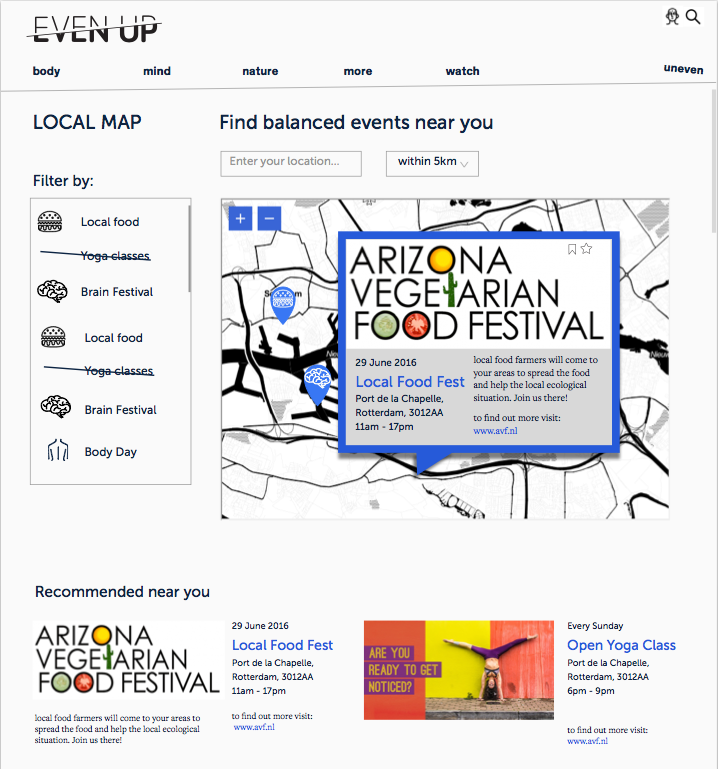 EVEN UP
body mind nature more watch uneven
LOCAL MAP
Find balanced events near you
Enter your location...
within 5km
Filter by:
Local food
Yoga classes
Brain Festival
Local food
Yoga classes
Brain Festival
Body Day
+ −
ARIZONA
VEGETARIAN
FOOD FESTIVAL
29 June 2016
Local Food Fest
Port de la Chapelle,
Rotterdam, 3012AA
11am - 17pm
local food farmers will come to
your areas to spread the food
and help the local ecological
situation. Join us there!
to find out more visit:
www.avf.nl
Recommended near you
ARIZONA
VEGETARIAN
FOOD FESTIVAL
local food farmers will come to your areas to
spread the food and help the local ecological
situation. Join us there!
29 June 2016
Local Food Fest
Port de la Chapelle,
Rotterdam, 3012AA
11am - 17pm
to find out more visit:
www.avf.nl
ARE YOU
READY TO GET
NOTICED?
Every Sunday
Open Yoga Class
Port de la Chapelle,
Rotterdam, 3012AA
6pm - 9pm
to find out more visit:
www.avf.nl